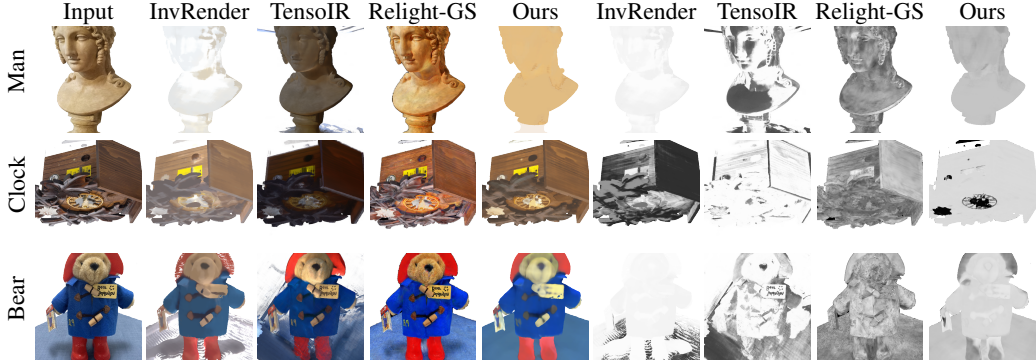 Input InvRender TensoIR Relight-GS Ours InvRender TensoIR Relight-GS Ours
Man
Clock
Bear